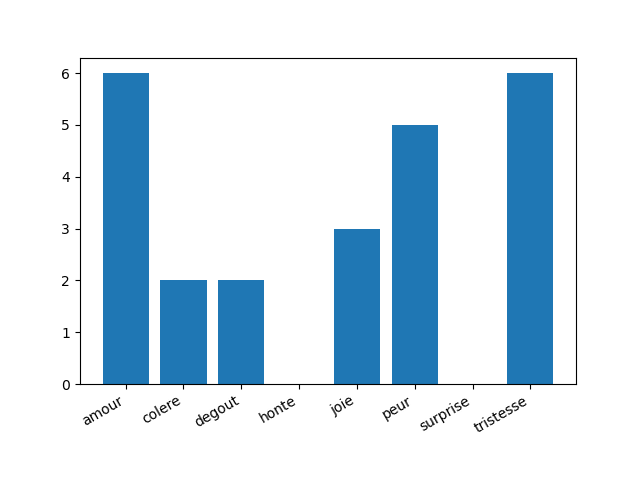 6
5
4
3
2
1
0
amour
colere
degout
honte
joie
peur
surprise
tristesse